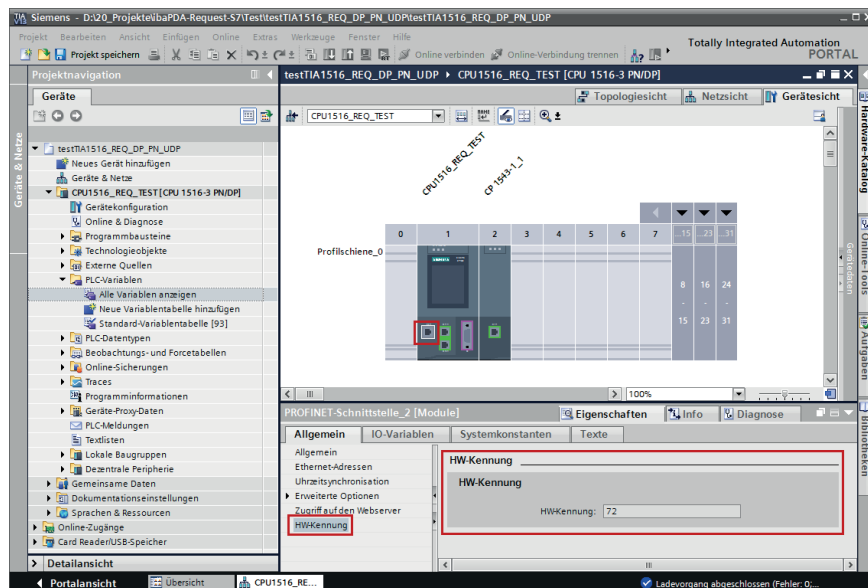 Siemens - D:\20_Projekte\ibaPDA-Request-S7\Test\testTIA1516_REQ_DP_PN_UDP\testTIA1516_REQ_DP_PN_UDP
Projekt Bearbeiten Ansicht Einfügen Online Extras Werkzeuge Fenster Hilfe
Projekt speichern
Online verbinden
Online-Verbindung trennen
Totally Integrated Automation
PORTAL
Projektnavigation
testTIA1516_REQ_DP_PN_UDP
CPU1516_REQ_TEST [CPU 1516-3 PN/DP]
Geräte
Topologiesicht
Netzsicht
Gerätesicht
CPU1516_REQ_TEST
Geräte & Netze
testTIA1516_REQ_DP_PN_UDP
Neues Gerät hinzufügen
Geräte & Netze
CPU1516_REQ_TEST [CPU 1516-3 PN/DP]
Gerätekonfiguration
Online & Diagnose
Programmbausteine
Technologieobjekte
Externe Quellen
PLC-Variablen
Alle Variablen anzeigen
Neue Variablentabelle hinzufügen
Standard-Variablentabelle [93]
PLC-Datentypen
Beobachtungs- und Forcetabellen
Online-Sicherungen
Traces
Programminformationen
Geräte-Proxy-Daten
PLC-Meldungen
Textlisten
Lokale Baugruppen
Dezentrale Peripherie
Gemeinsame Daten
Dokumentationseinstellungen
Sprachen & Ressourcen
Online-Zugänge
Card Reader/USB-Speicher
Detailansicht
CPU1516_REQ_TEST
CP 1543-1_1
0 1 2 3 4 5 6 7 ...15 ...23 ...31
Profilschiene_0
SIEMENS
8 16 24
- - -
15 23 31
Gerätedaten
100%
Hardware-Katalog
Online-Tools
Aufgaben
Bibliotheken
PROFINET-Schnittstelle_2 [Module]
Eigenschaften
Info
Diagnose
Allgemein
IO-Variablen
Systemkonstanten
Texte
Allgemein
Ethernet-Adressen
Uhrzeitsynchronisation
Erweiterte Optionen
Zugriff auf den Webserver
HW-Kennung
HW-Kennung
HW-Kennung
HW-Kennung: 72
Portalansicht
Übersicht
CPU1516_RE...
Ladevorgang abgeschlossen (Fehler: 0;...